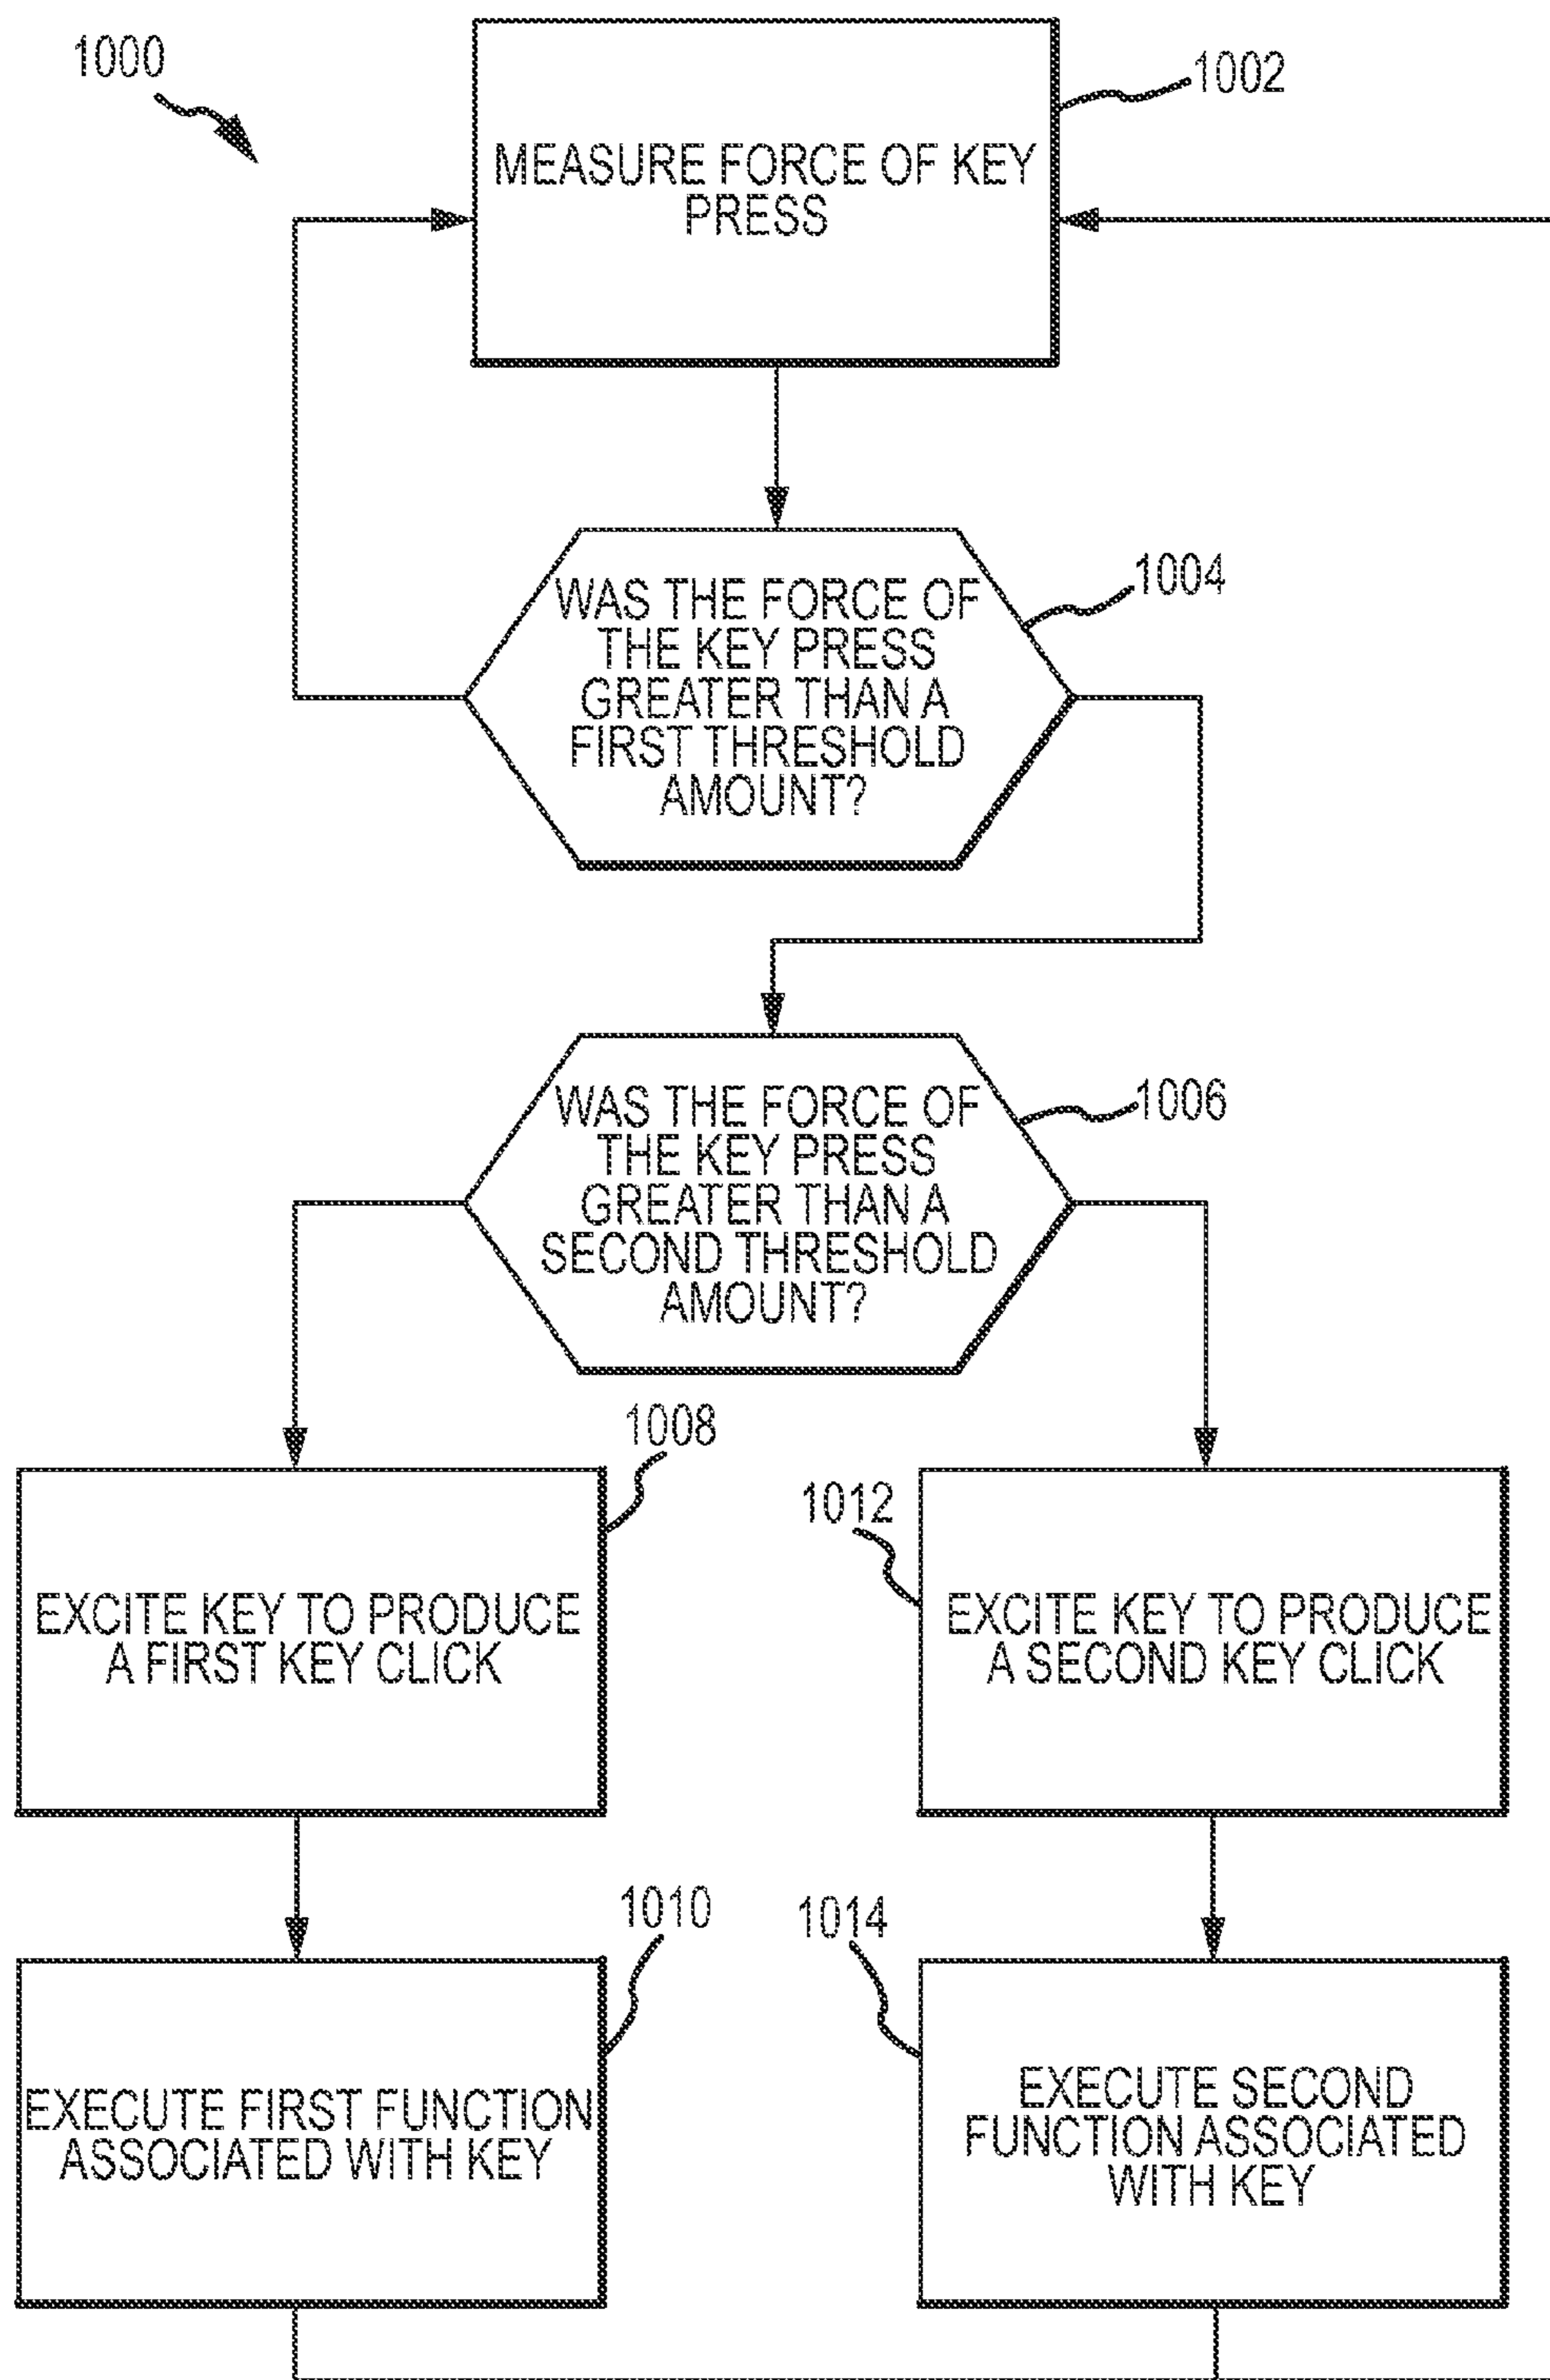 1000
1002
MEASURE FORCE OF KEY
PRESS
1004
WAS THE FORCE OF
THE KEY PRESS
GREATER THAN A
FIRST THRESHOLD
AMOUNT?
1006
WAS THE FORCE OF
THE KEY PRESS
GREATER THAN A
SECOND THRESHOLD
AMOUNT?
1008
EXCITE KEY TO PRODUCE
A FIRST KEY CLICK
1012
EXCITE KEY TO PRODUCE
A SECOND KEY CLICK
1010
EXECUTE FIRST FUNCTION
ASSOCIATED WITH KEY
1014
EXECUTE SECOND
FUNCTION ASSOCIATED
WITH KEY